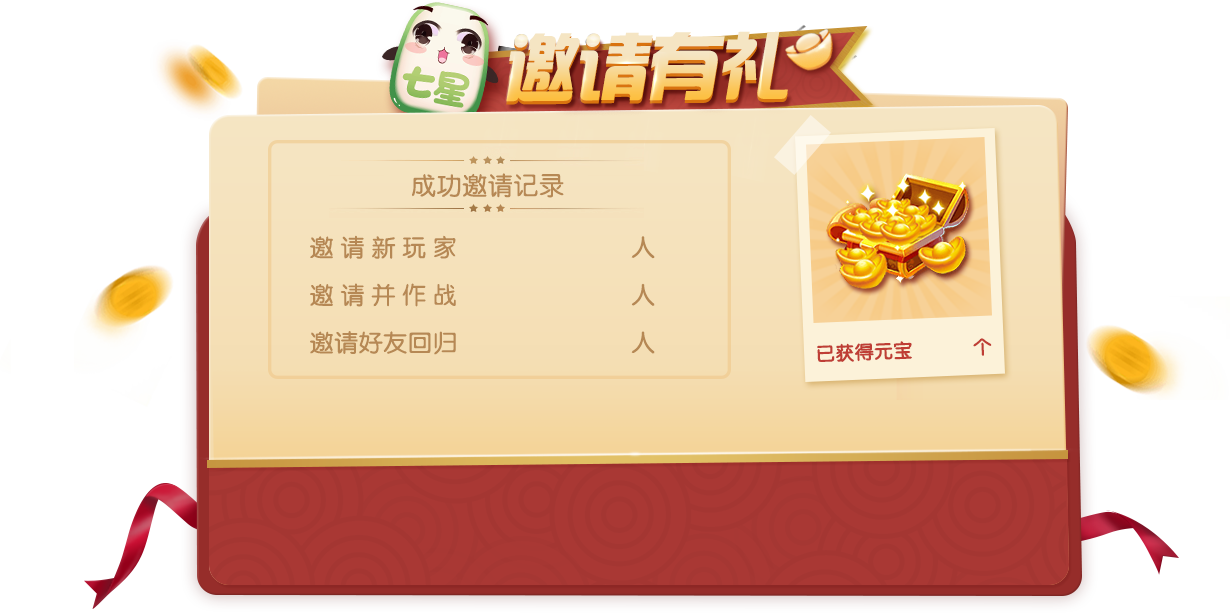 七星
邀请有礼
成功邀请记录
邀请新玩家 人
邀请并作战 人
邀请好友回归 人
已获得元宝 个